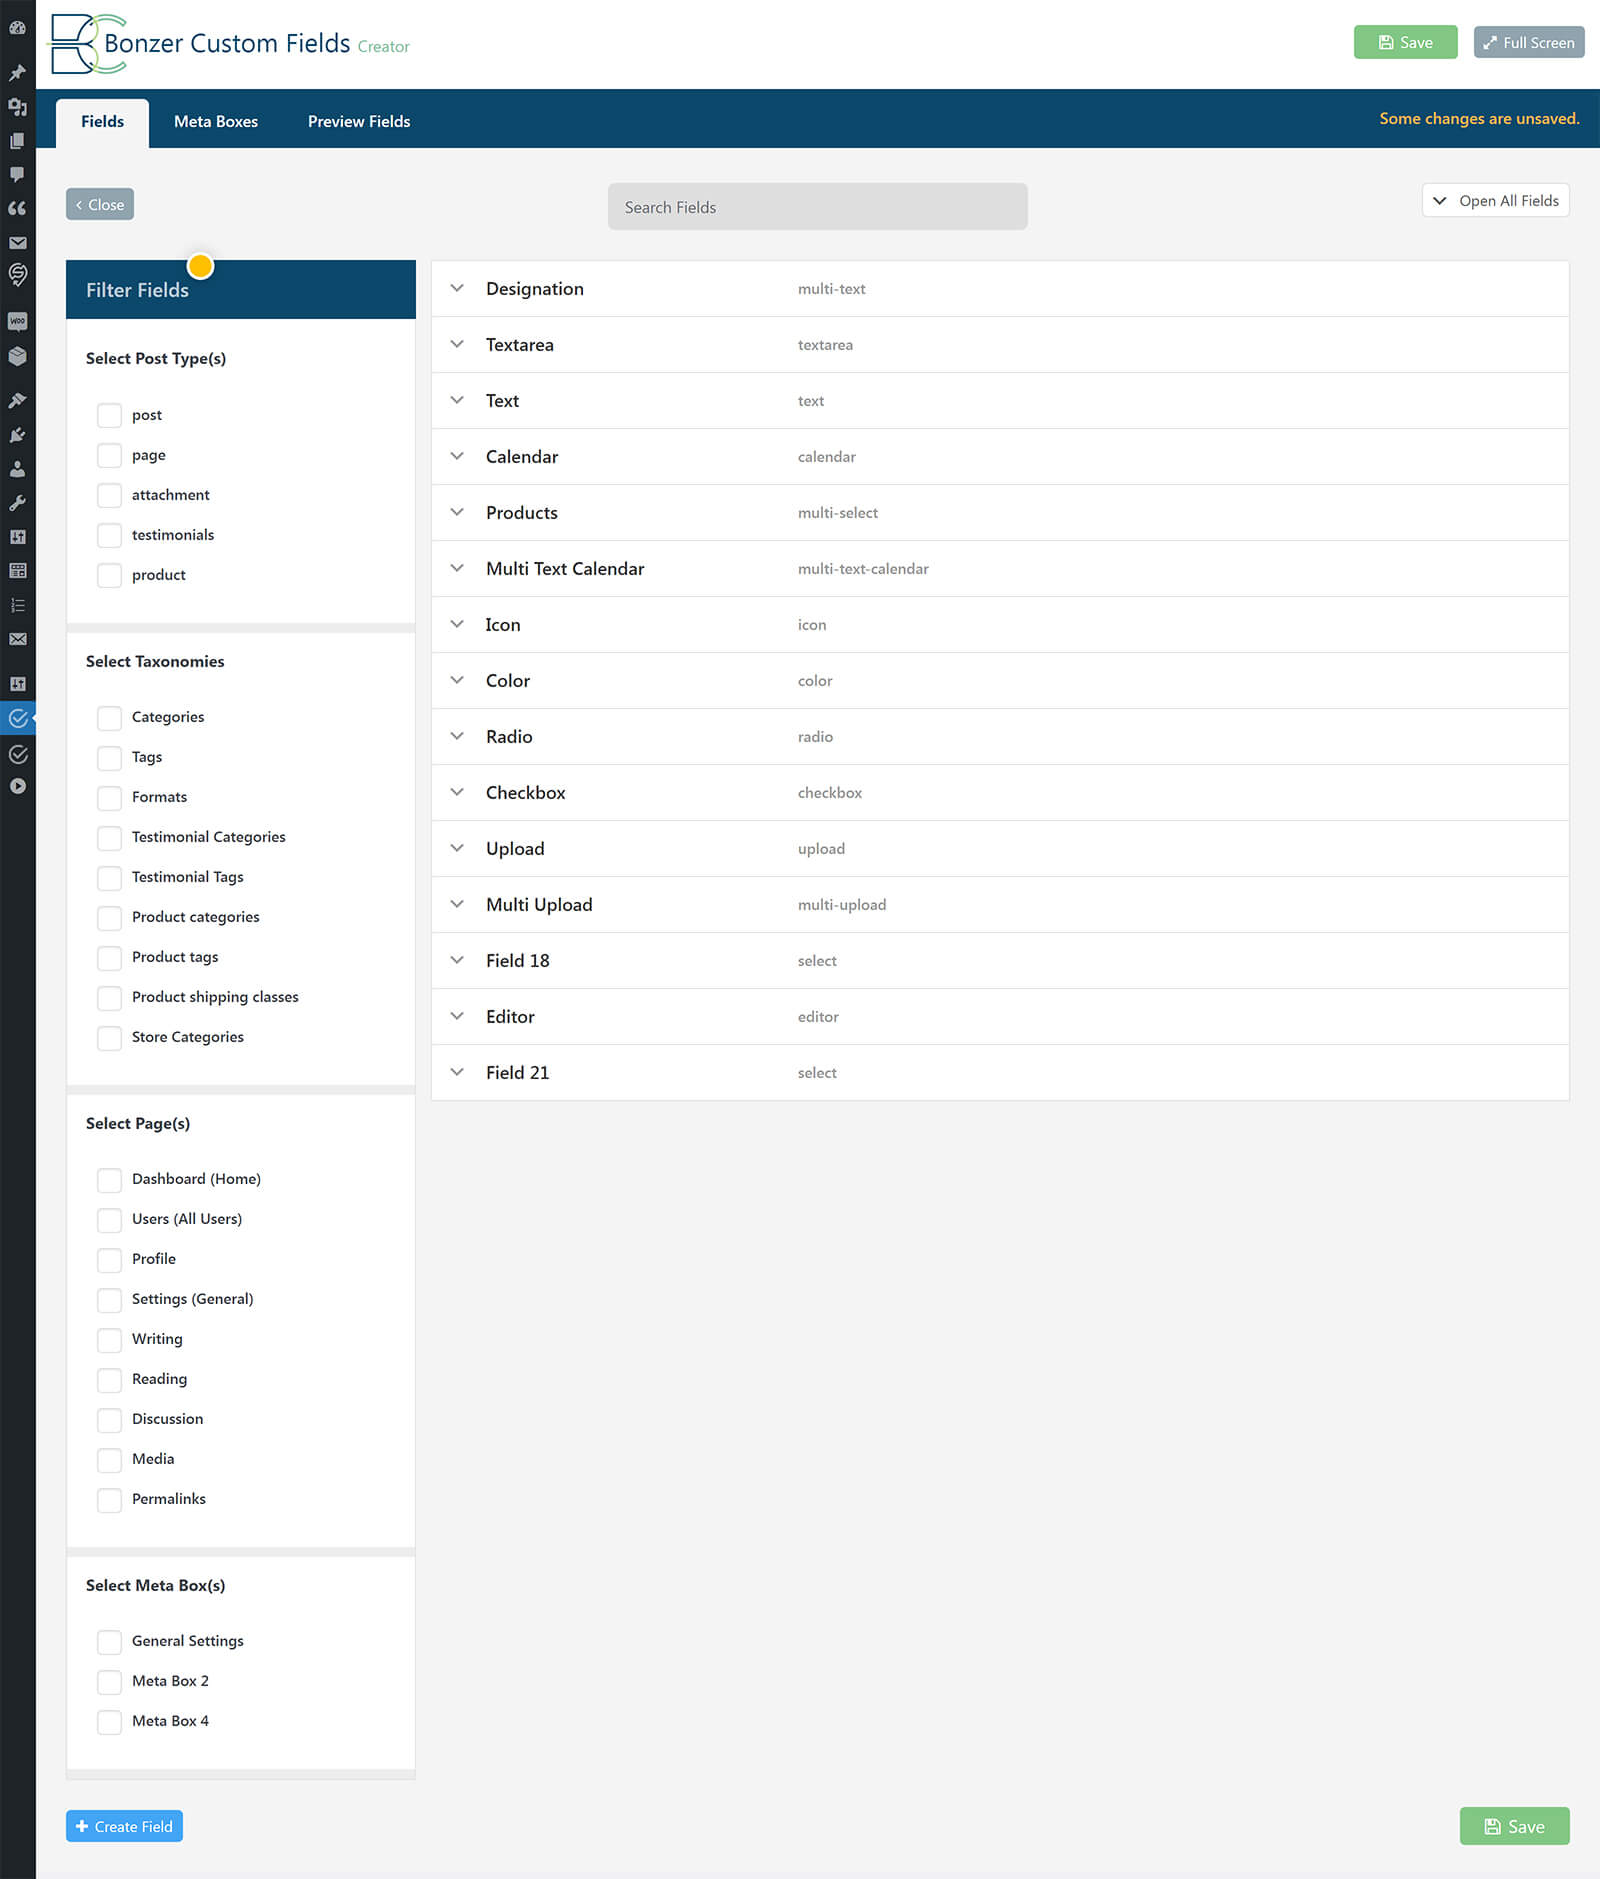 Bonzer Custom Fields Creator
Save
Full Screen
Fields
Meta Boxes
Preview Fields
Some changes are unsaved.
Close
Search Fields
Open All Fields
Filter Fields
Select Post Type(s)
post
page
attachment
testimonials
product
Select Taxonomies
Categories
Tags
Formats
Testimonial Categories
Testimonial Tags
Product categories
Product tags
Product shipping classes
Store Categories
Select Page(s)
Dashboard (Home)
Users (All Users)
Profile
Settings (General)
Writing
Reading
Discussion
Media
Permalinks
Select Meta Box(s)
General Settings
Meta Box 2
Meta Box 4
Designation multi-text
Textarea textarea
Text text
Calendar calendar
Products multi-select
Multi Text Calendar multi-text-calendar
Icon icon
Color color
Radio radio
Checkbox checkbox
Upload upload
Multi Upload multi-upload
Field 18 select
Editor editor
Field 21 select
Create Field
Save